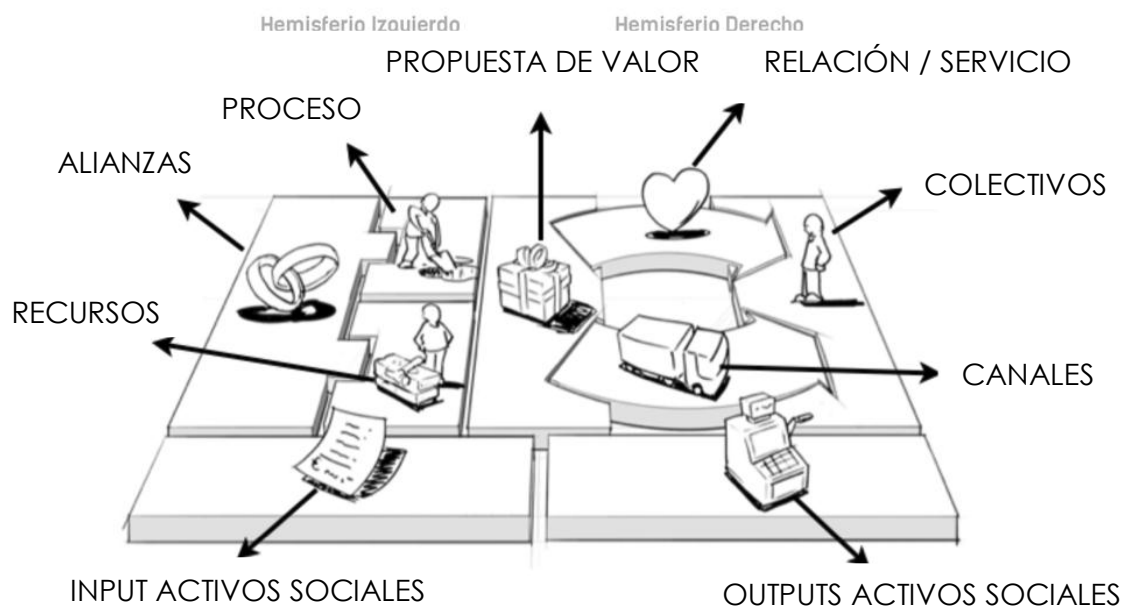 Hemisferio Izquierdo
Hemisferio Derecho
PROPUESTA DE VALOR
RELACIÓN / SERVICIO
PROCESO
ALIANZAS
COLECTIVOS
RECURSOS
CANALES
INPUT ACTIVOS SOCIALES
OUTPUTS ACTIVOS SOCIALES